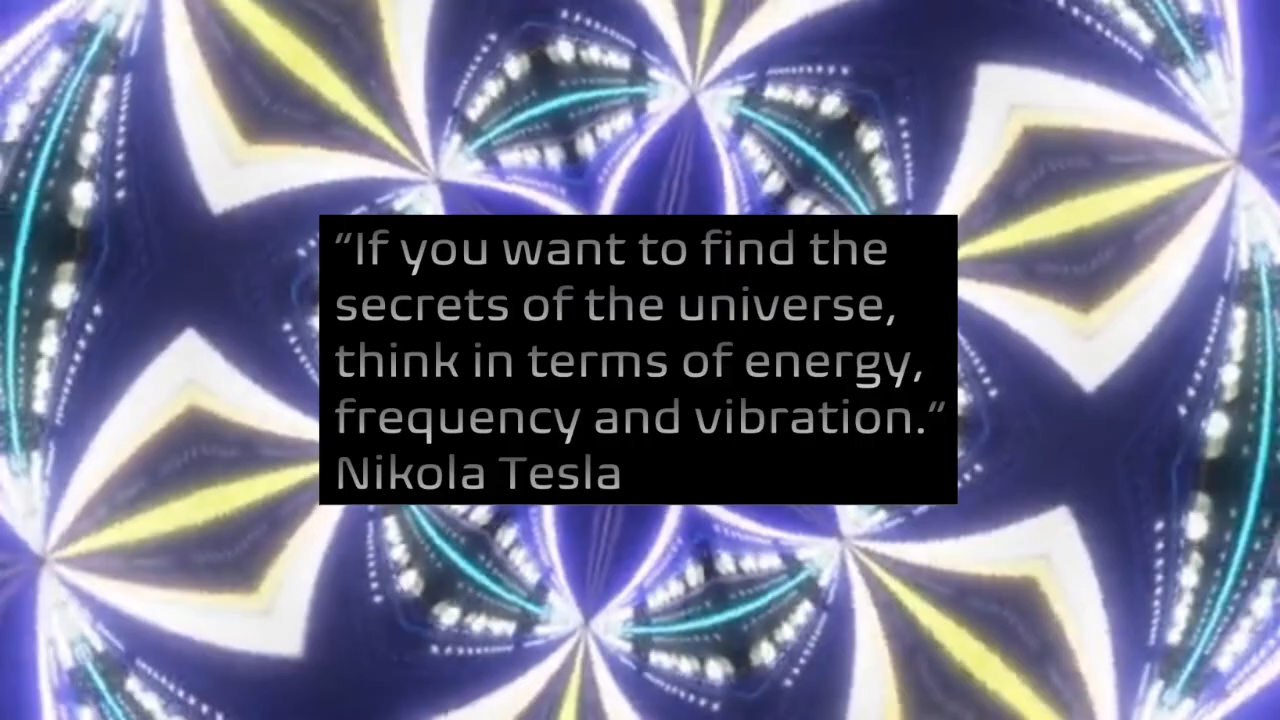 “If you want to find the
secrets of the universe,
think in terms of energy,
frequency and vibration.”
Nikola Tesla